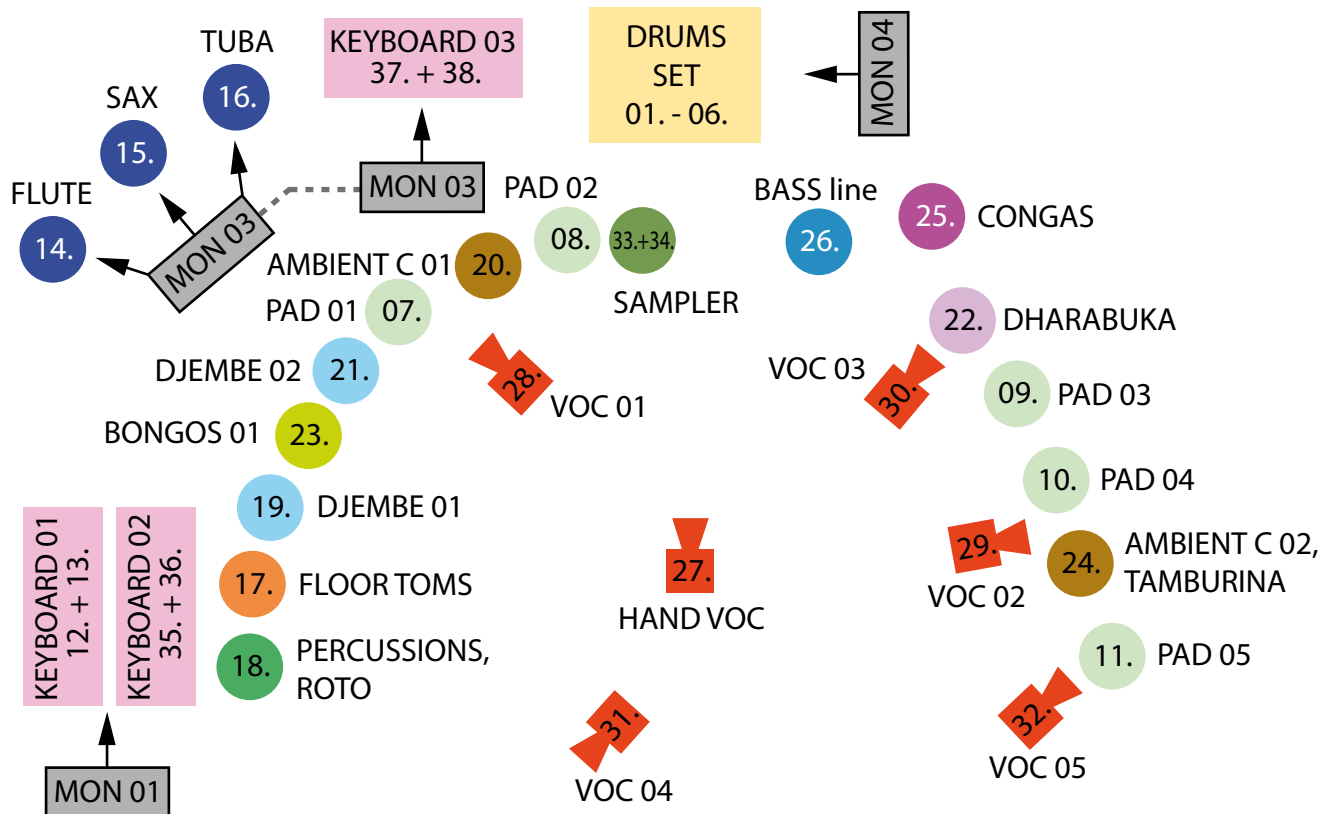 TUBA
16.
SAX
15.
FLUTE
14.
MON 03
KEYBOARD 03
37. + 38.
MON 03
DRUMS
SET
01. - 06.
MON 04
PAD 02
08.
33.+34.
SAMPLER
BASS line
26.
25.
CONGAS
AMBIENT C 01
20.
PAD 01
07.
DJEMBE 02
21.
BONGOS 01
23.
19.
DJEMBE 01
17.
FLOOR TOMS
18.
PERCUSSIONS,
ROTO
KEYBOARD 01
12. + 13.
KEYBOARD 02
35. + 36.
MON 01
28.
VOC 01
22.
DHARABUKA
VOC 03
30.
09.
PAD 03
10.
PAD 04
29.
VOC 02
24.
AMBIENT C 02,
TAMBURINA
11.
PAD 05
32.
VOC 05
27.
HAND VOC
31.
VOC 04